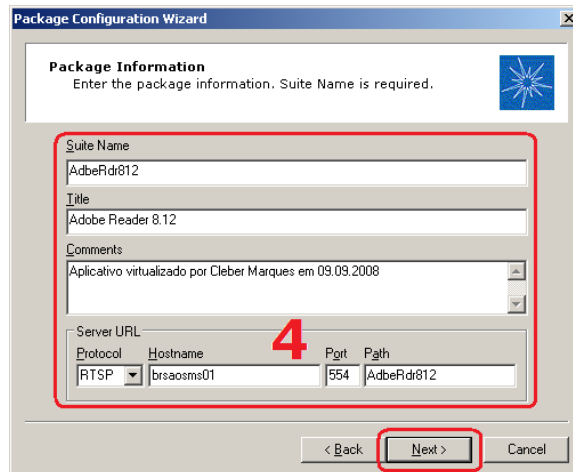 Package Configuration Wizard
Package Information
Enter the package information. Suite Name is required.
Suite Name
AdbeRdr812
Title
Adobe Reader 8.12
Comments
Aplicativo virtualizado por Cleber Marques em 09.09.2008
Server URL
4
Protocol Hostname Port Path
RTSP brsaosms01 554 AdbeRdr812
< Back Next > Cancel